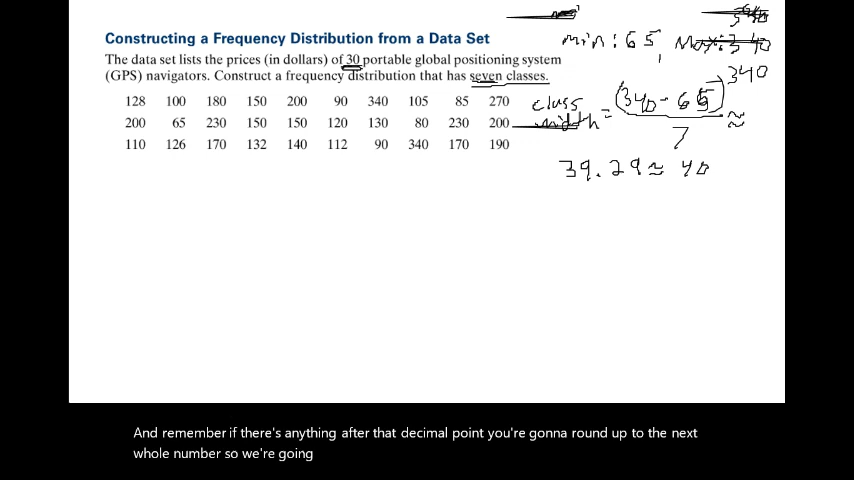 Constructing a Frequency Distribution from a Data Set
The data set lists the prices (in dollars) of 30 portable global positioning system
(GPS) navigators. Construct a frequency distribution that has seven classes.
128 100 180 150 200 90 340 105 85 270
200 65 230 150 150 120 130 80 230 200
110 126 170 132 140 112 90 340 170 190
min: 65,
340
class width = (340 - 65) / 7 ≈
39.29 ≈ 40
And remember if there's anything after that decimal point you're gonna round up to the next
whole number so we're going